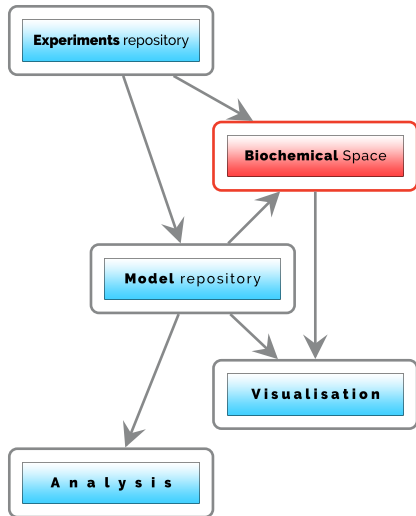 Experiments repository
Biochemical Space
Model repository
Visualisation
Analysis